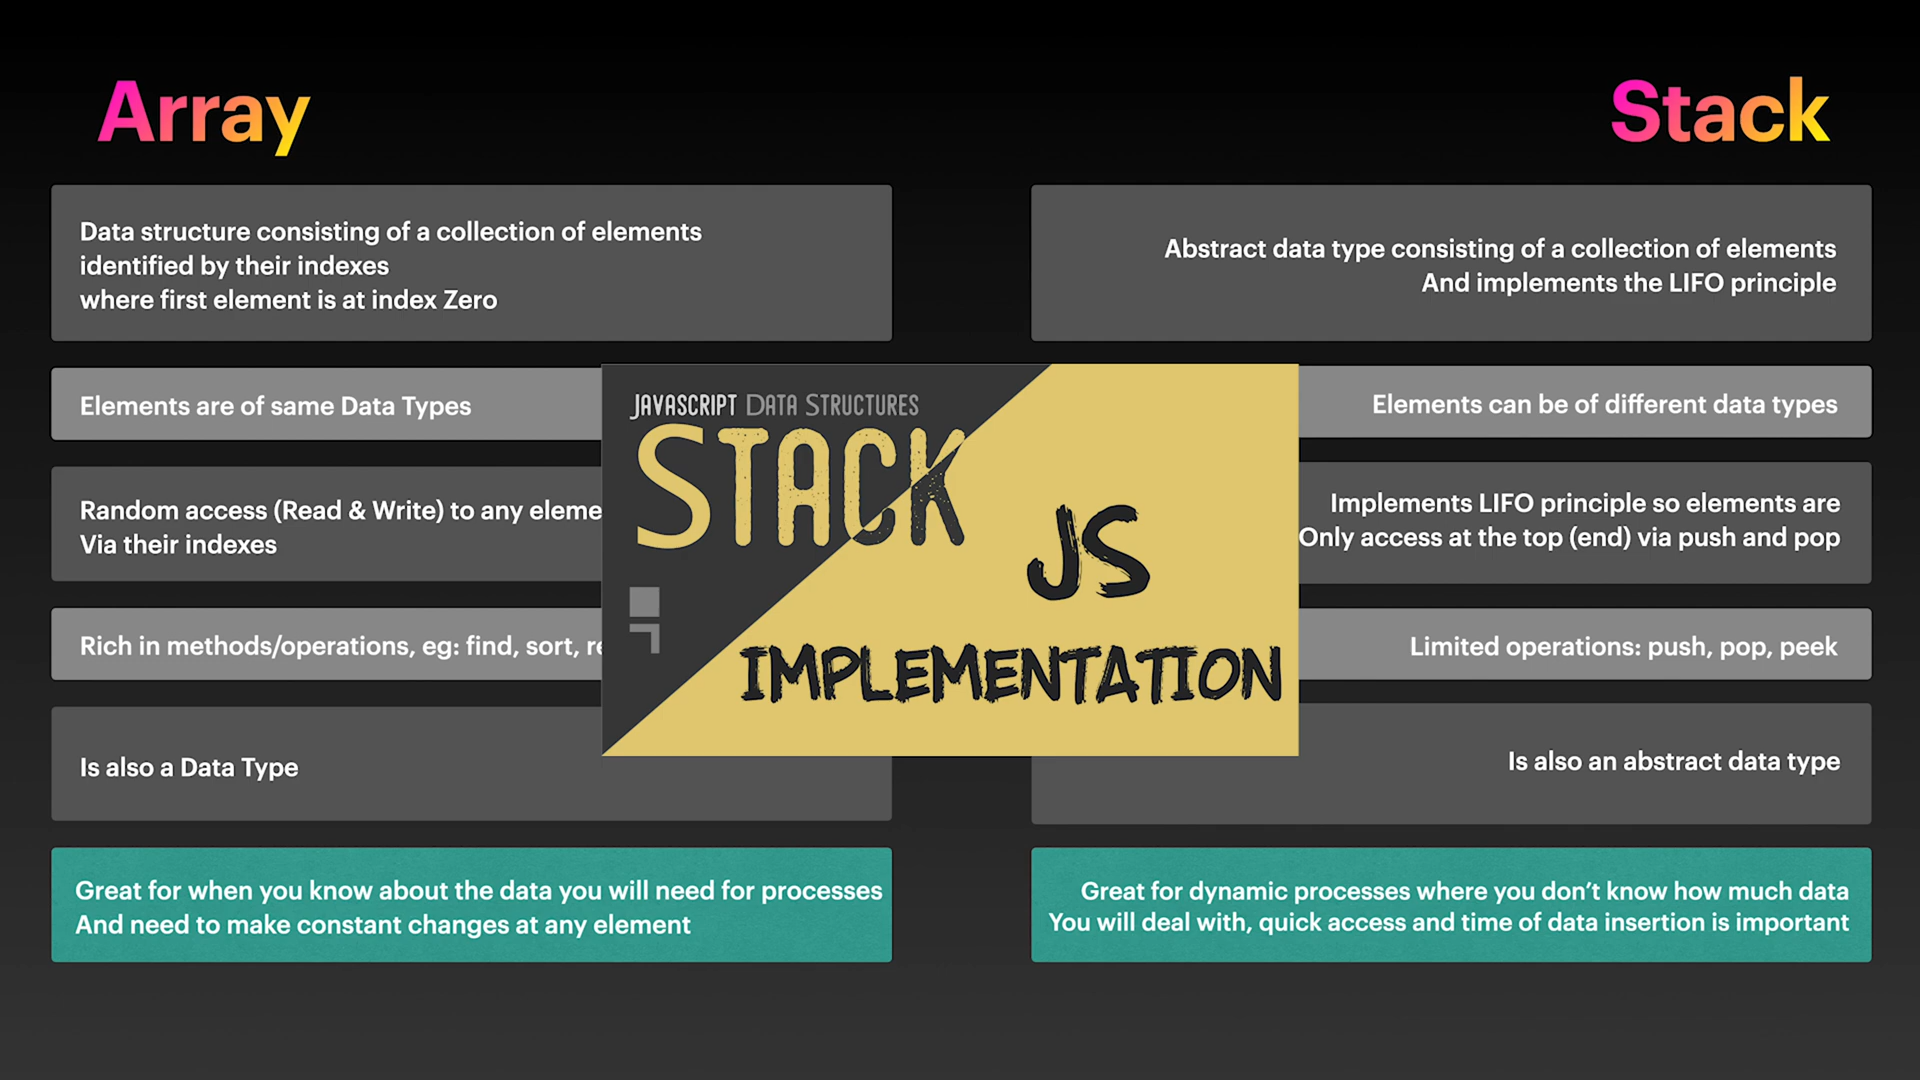 Array
Stack
Data structure consisting of a collection of elements
identified by their indexes
where first element is at index Zero
Abstract data type consisting of a collection of elements
And implements the LIFO principle
Elements are of same Data Types
Elements can be of different data types
Random access (Read & Write) to any
Via their indexes
Implements LIFO principle so elements are
Only access at the top (end) via push and pop
Rich in methods/operations, eg: find, sort,
Limited operations: push, pop, peek
Is also a Data Type
Is also an abstract data type
Great for when you know about the data you will need for processes
And need to make constant changes at any element
Great for dynamic processes where you don't know how much data
You will deal with, quick access and time of data insertion is important
JAVASCRIPT DATA STRUCTURES
STACK
JS
IMPLEMENTATION